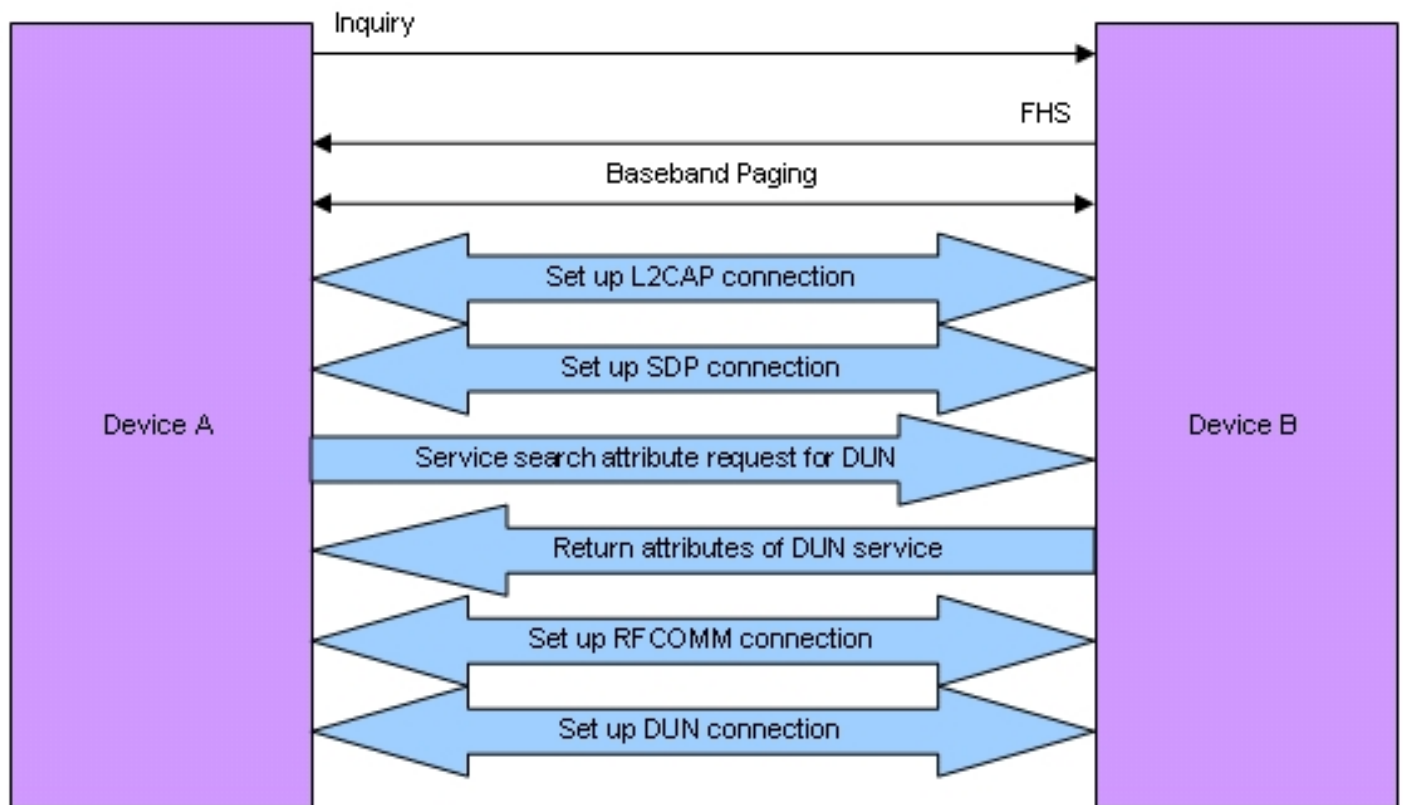 Inquiry
FHS
Baseband Paging
Set up L2CAP connection
Set up SDP connection
Device A
Device B
Service search attribute request for DUN
Return attributes of DUN service
Set up RFCOMM connection
Set up DUN connection